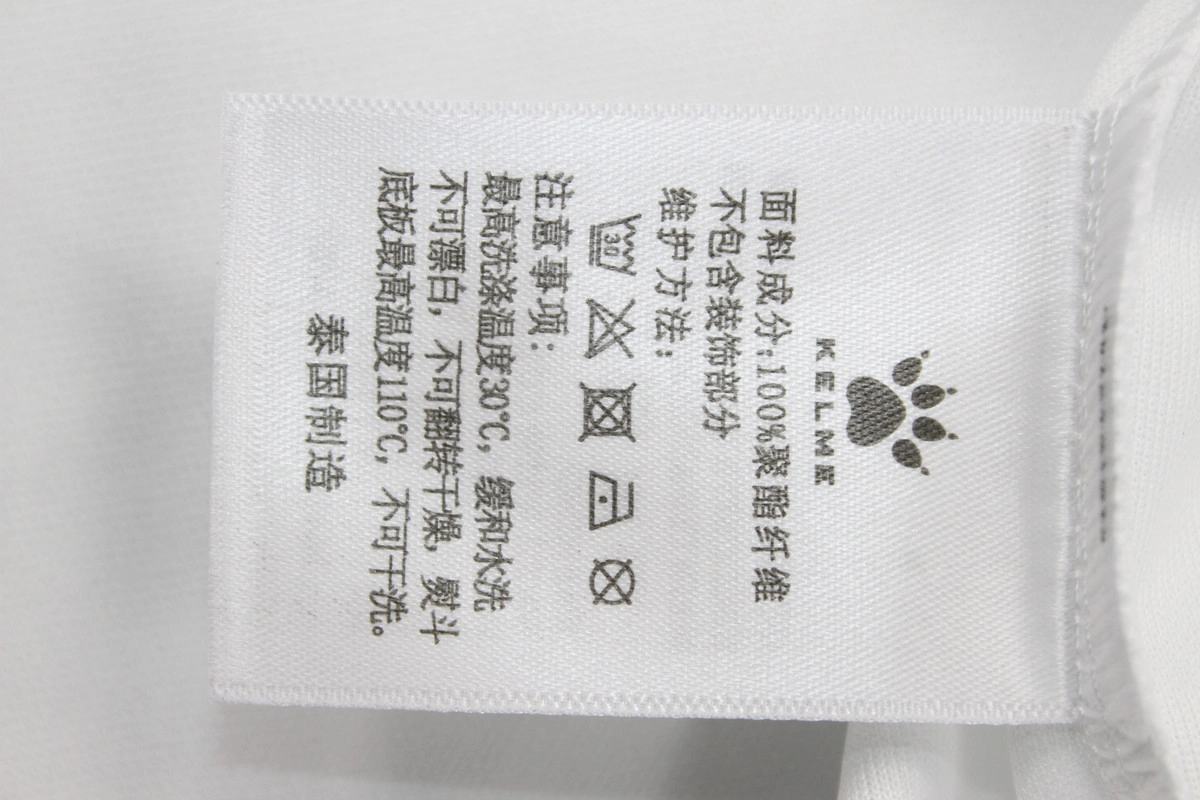 KELME
面料成分:100%聚酯纤维
不包含装饰部分
维护方法:
30
注意事项:
最高洗涤温度30℃, 缓和水洗
不可漂白, 不可翻转干燥, 熨斗
底板最高温度110℃, 不可干洗。
泰国制造